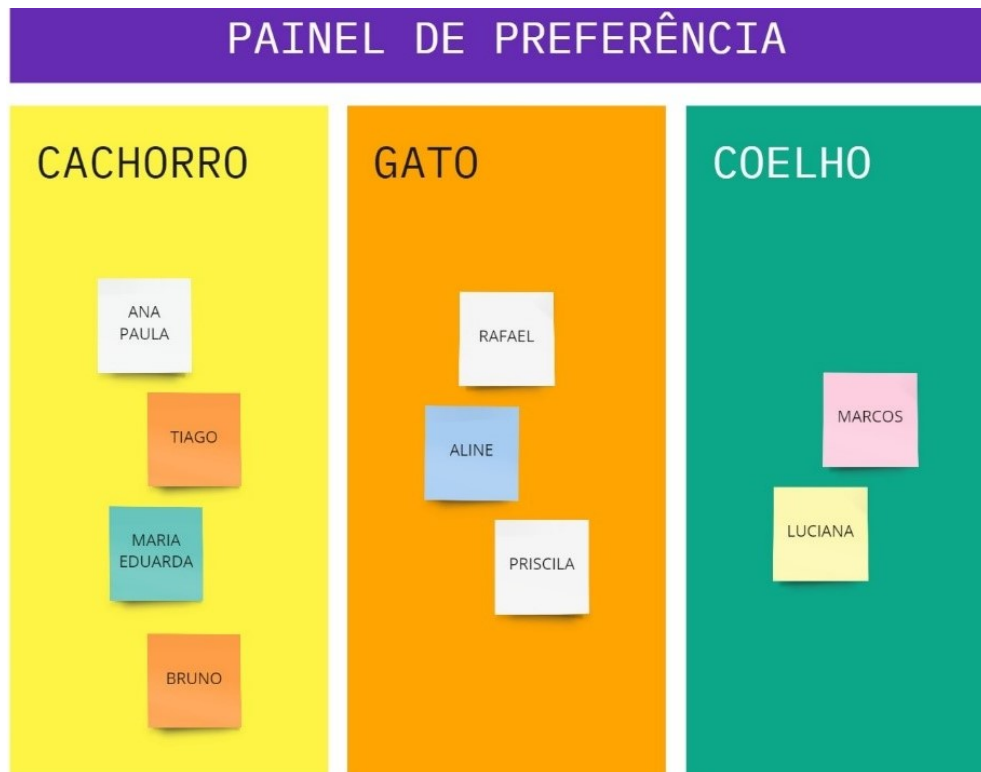 PAINEL DE PREFERÊNCIA
CACHORRO
ANA
PAULA
TIAGO
MARIA
EDUARDA
BRUNO
GATO
RAFAEL
ALINE
PRISCILA
COELHO
MARCOS
LUCIANA